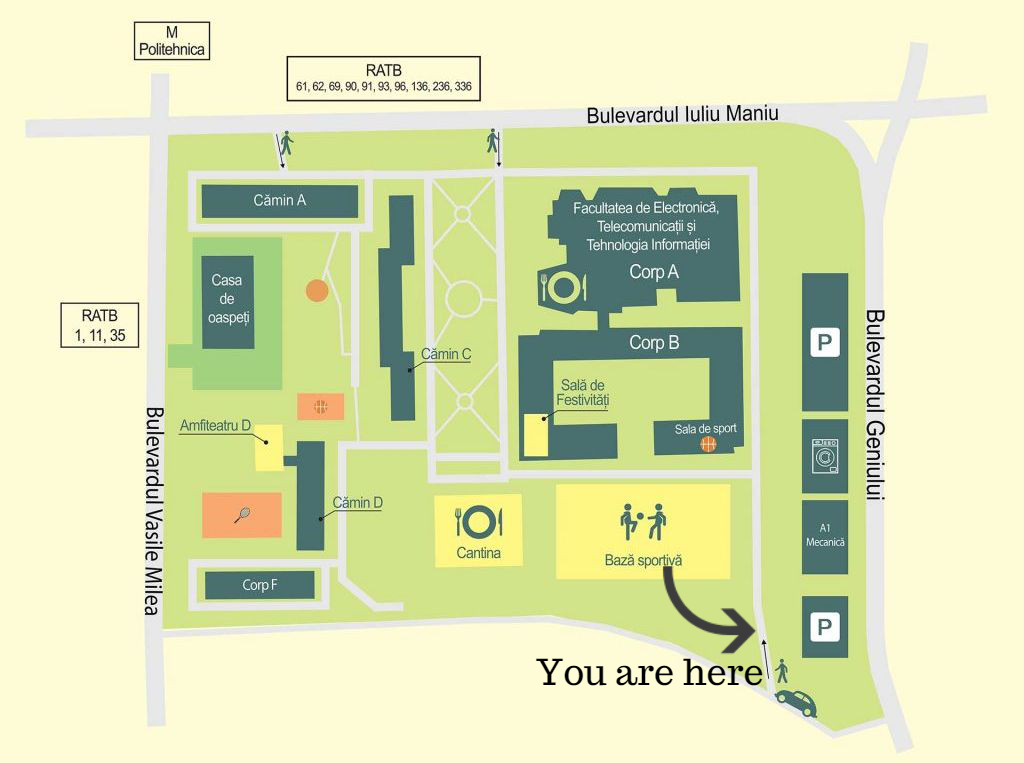 M
Politehnica
RATB
61, 62, 69, 90, 91, 93, 96, 136, 236, 336
Bulevardul Iuliu Maniu
Cămin A
Facultatea de Electronică,
Telecomunicații și
Tehnologia Informației
Corp A
Casa
de
oaspeți
RATB
1, 11, 35
Cămin C
Corp B
P
Bulevardul Geniului
Sală de
Festivități
Amfiteatru D
Sala de sport
Bulevardul Vasile Milea
Cămin D
A1
Mecanică
Cantina
Bază sportivă
Corp F
P
You are here